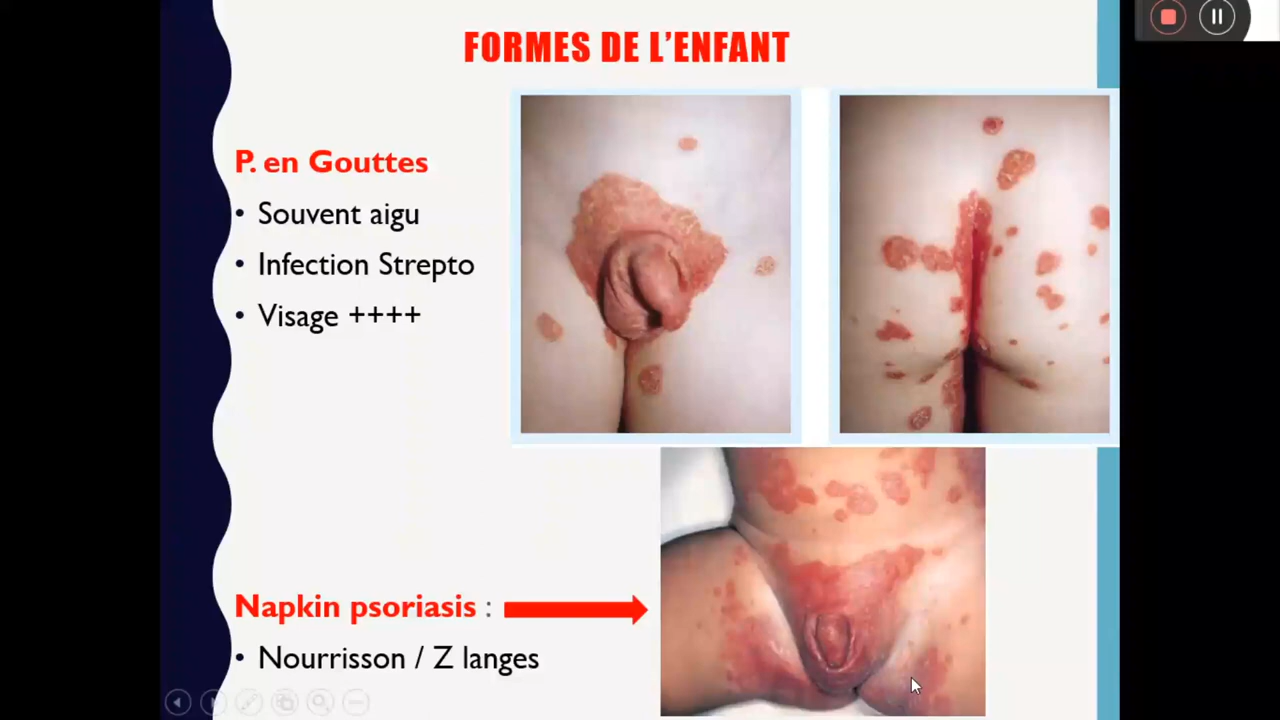 FORMES DE L'ENFANT
P. en Gouttes
• Souvent aigu
• Infection Strepto
• Visage ++++
Napkin psoriasis :
• Nourrisson / Z langes